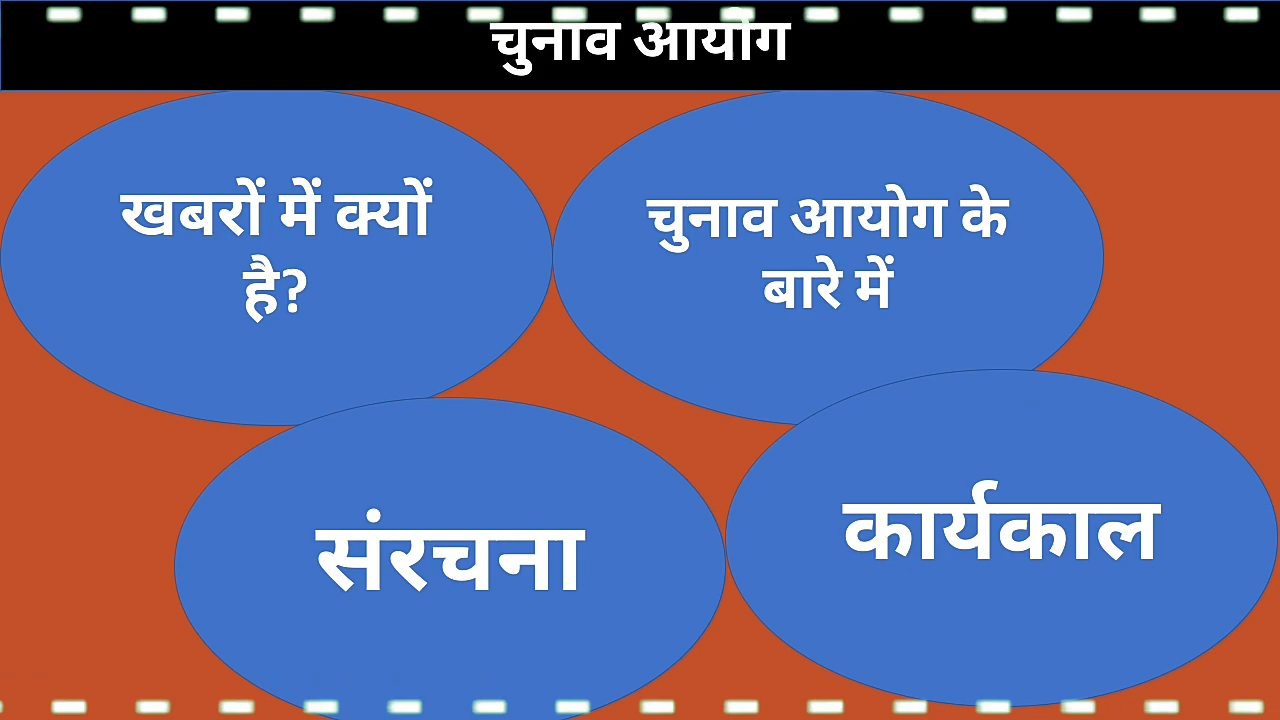 चुनाव आयोग
खबरों में क्यों
है?
चुनाव आयोग के
बारे में
संरचना
कार्यकाल